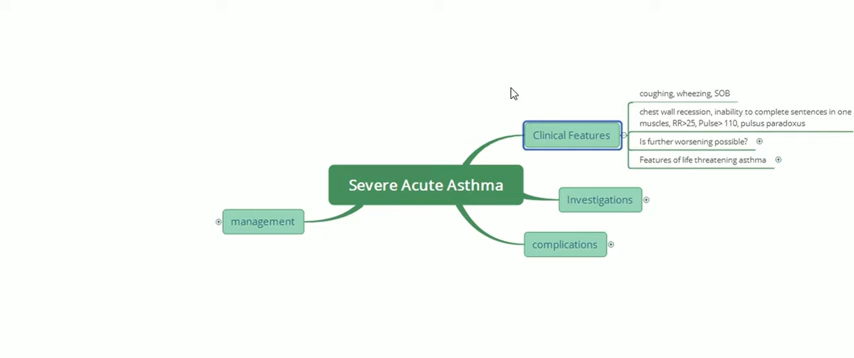 coughing, wheezing, SOB
chest wall recession, inability to complete sentences in one
muscles, RR>25, Pulse> 110, pulsus paradoxus
Clinical Features
Is further worsening possible?
Features of life threatening asthma
Severe Acute Asthma
Investigations
management
complications